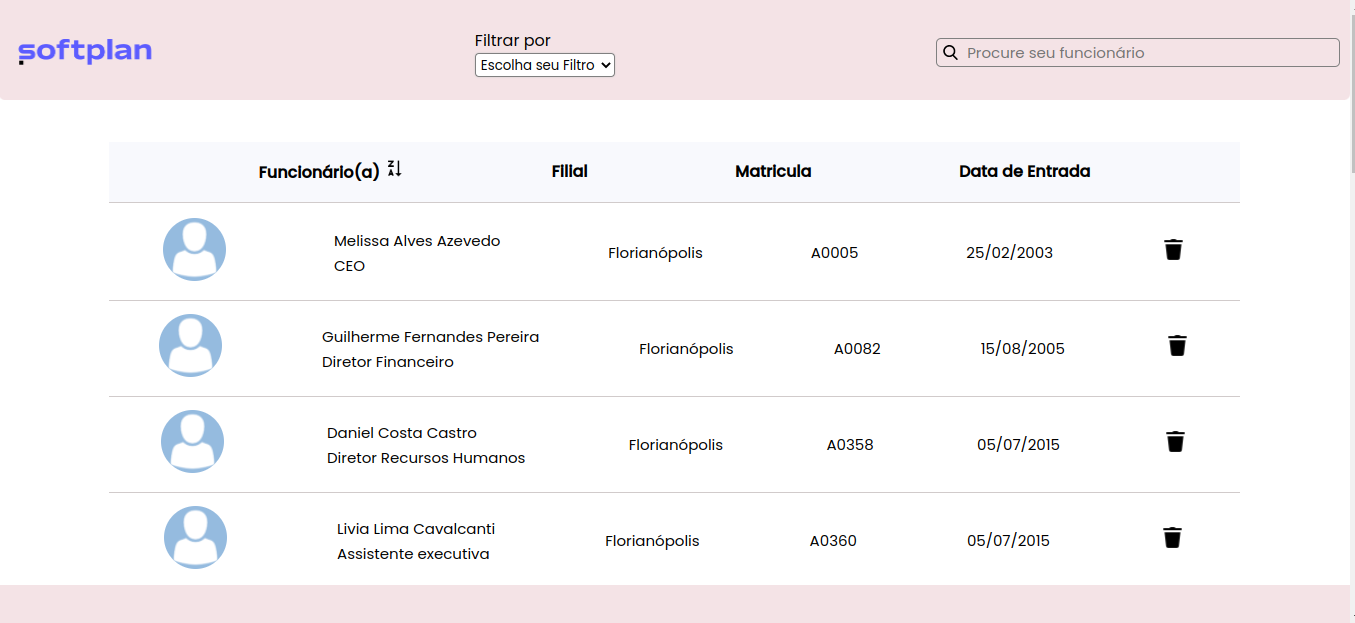 softplan
Filtrar por
Escolha seu Filtro
Procure seu funcionário
Funcionário(a) Filial Matricula Data de Entrada
Melissa Alves Azevedo
CEO
Florianópolis A0005 25/02/2003
Guilherme Fernandes Pereira
Diretor Financeiro
Florianópolis A0082 15/08/2005
Daniel Costa Castro
Diretor Recursos Humanos
Florianópolis A0358 05/07/2015
Livia Lima Cavalcanti
Assistente executiva
Florianópolis A0360 05/07/2015